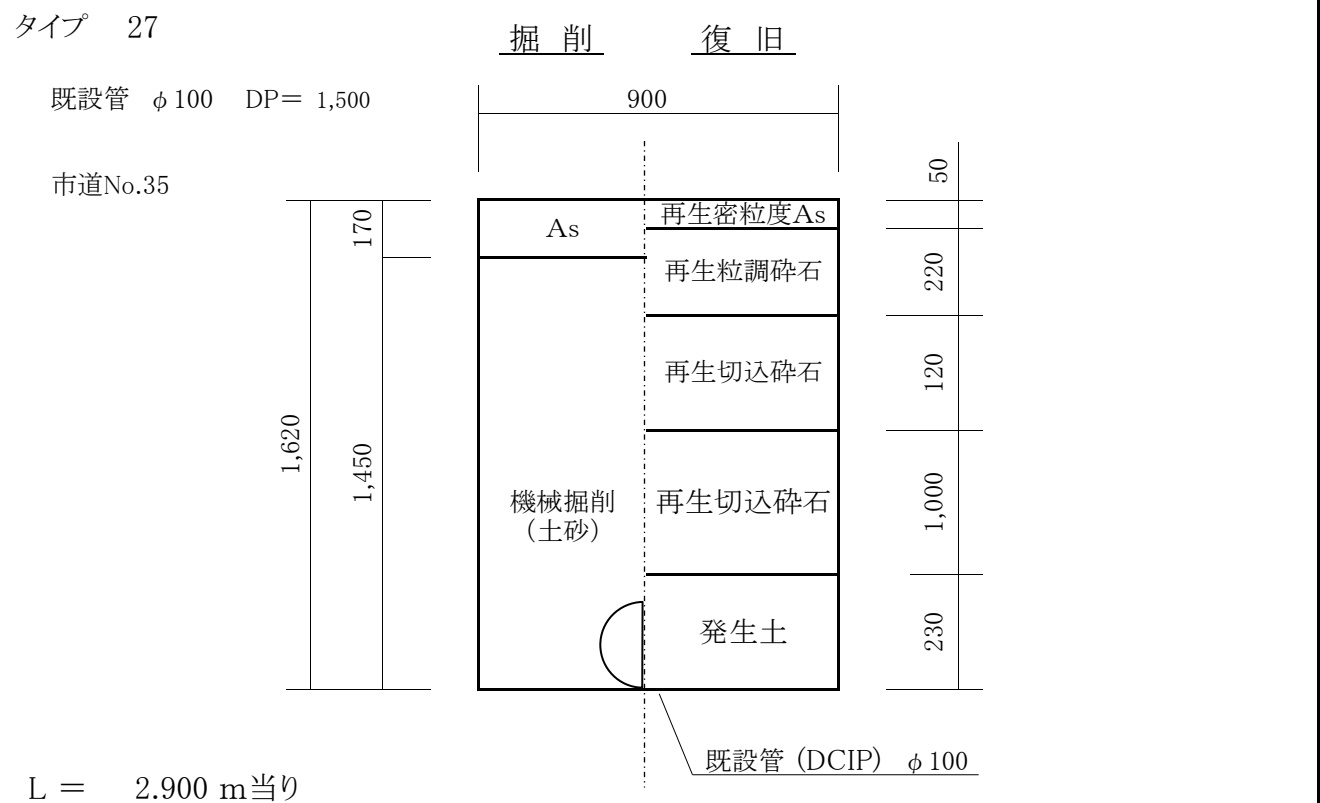 タイプ 27
掘 削 復 旧
既設管 φ100 DP＝ 1,500
900
市道No.35
50
170
As
再生密粒度As
再生粒調砕石
220
再生切込砕石
120
1,620
1,450
機械掘削
（土砂）
再生切込砕石
1,000
発生土
230
既設管 (DCIP) φ100
L ＝ 2.900 m当り